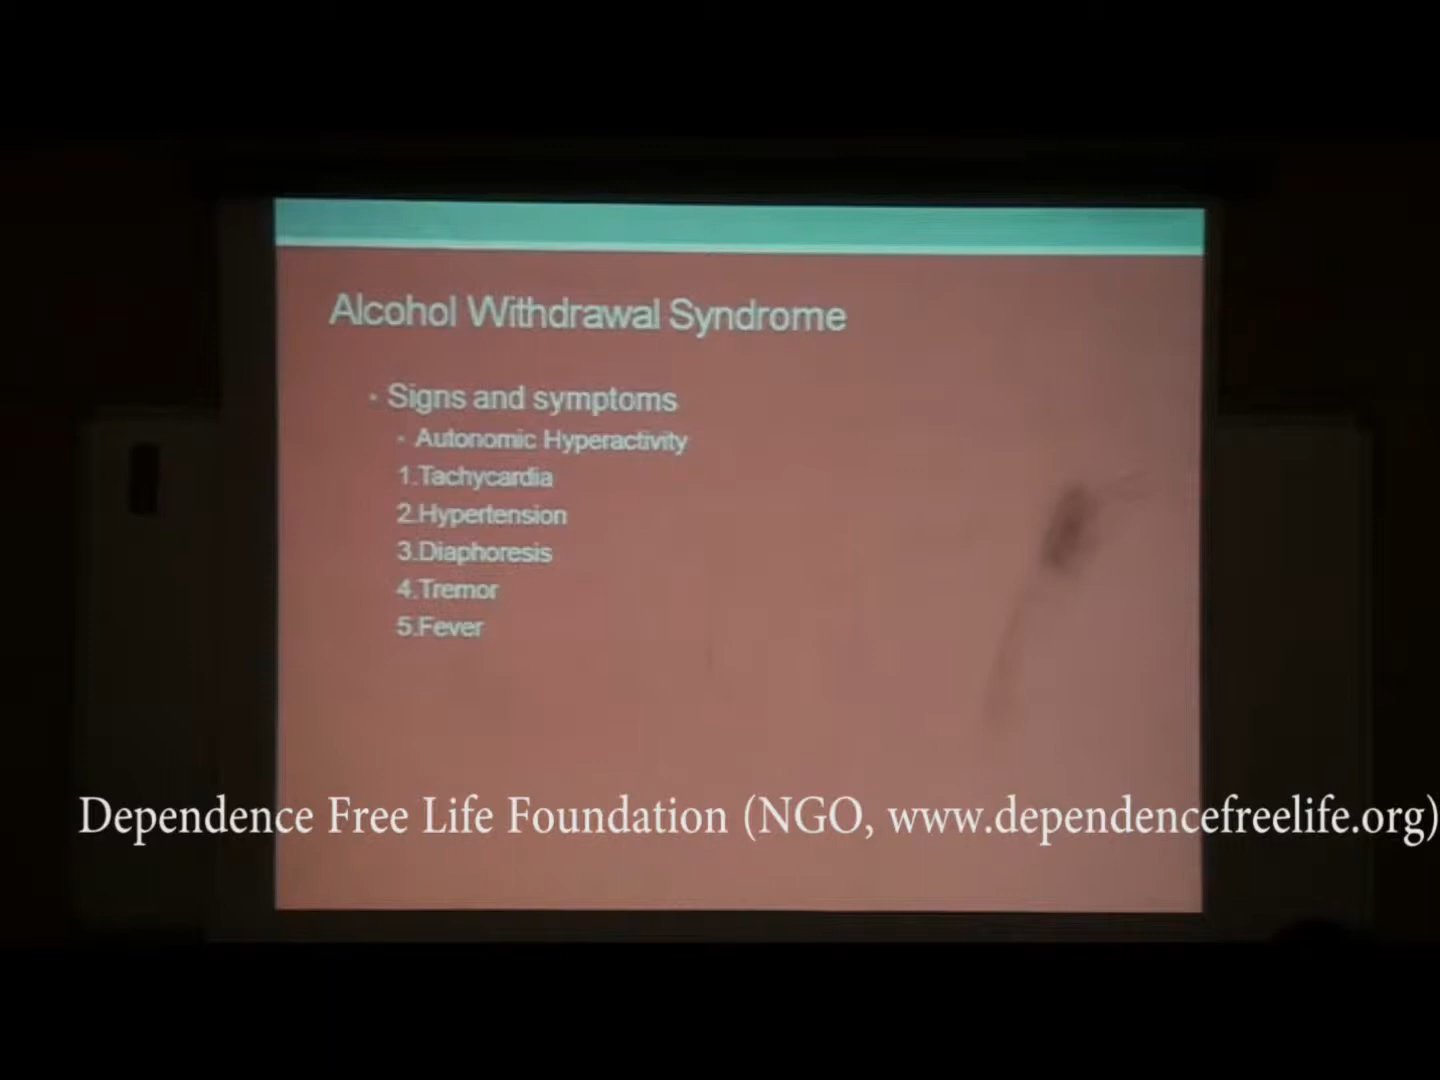 Alcohol Withdrawal Syndrome
• Signs and symptoms
• Autonomic Hyperactivity
1.Tachycardia
2.Hypertension
3.Diaphoresis
4.Tremor
5.Fever
Dependence Free Life Foundation (NGO, www.dependencefreelife.org)